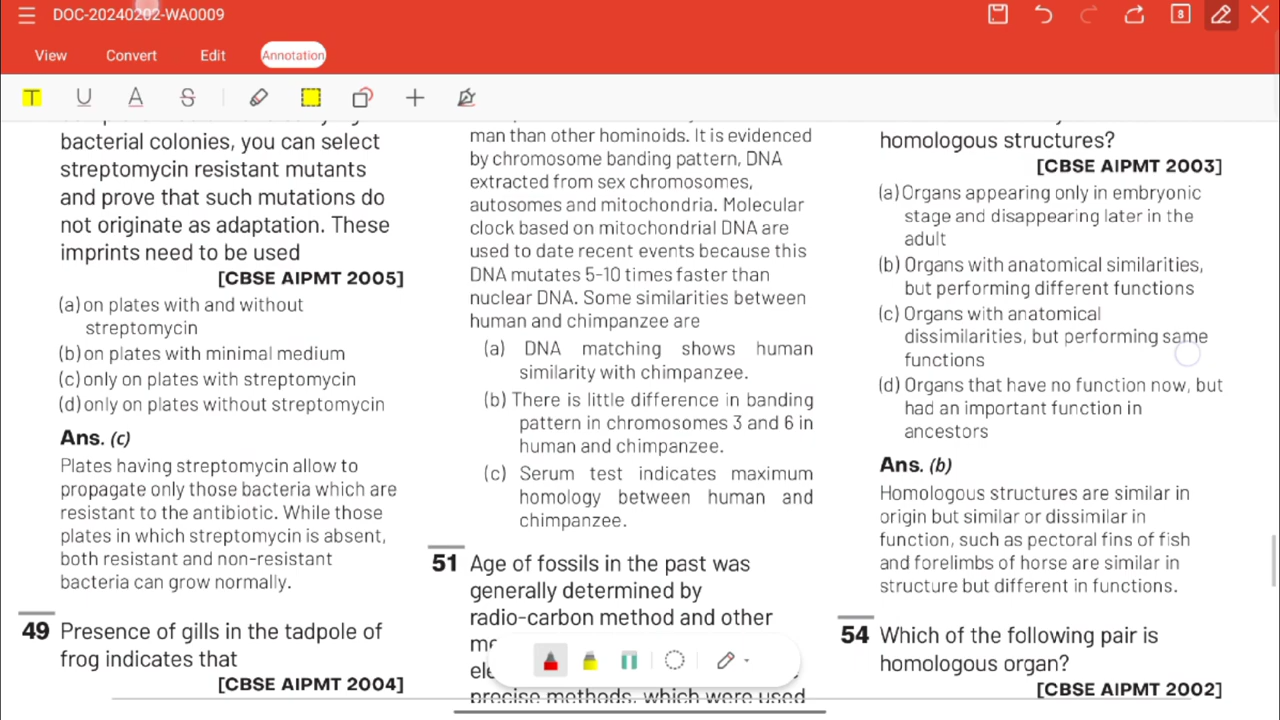 DOC-20240202-WA0009
8
View
Convert
Edit
Annotation
T
U
A
S
bacterial colonies, you can select
streptomycin resistant mutants
and prove that such mutations do
not originate as adaptation. These
imprints need to be used
[CBSE AIPMT 2005]
(a) on plates with and without
streptomycin
(b) on plates with minimal medium
(c) only on plates with streptomycin
(d) only on plates without streptomycin
Ans. (c)
Plates having streptomycin allow to
propagate only those bacteria which are
resistant to the antibiotic. While those
plates in which streptomycin is absent,
both resistant and non-resistant
bacteria can grow normally.
49 Presence of gills in the tadpole of
frog indicates that
[CBSE AIPMT 2004]
man than other hominoids. It is evidenced
by chromosome banding pattern, DNA
extracted from sex chromosomes,
autosomes and mitochondria. Molecular
clock based on mitochondrial DNA are
used to date recent events because this
DNA mutates 5-10 times faster than
nuclear DNA. Some similarities between
human and chimpanzee are
(a) DNA matching shows human
similarity with chimpanzee.
(b) There is little difference in banding
pattern in chromosomes 3 and 6 in
human and chimpanzee.
(c) Serum test indicates maximum
homology between human and
chimpanzee.
51 Age of fossils in the past was
generally determined by
radio-carbon method and other
precise methods, which were used
homologous structures?
[CBSE AIPMT 2003]
(a) Organs appearing only in embryonic
stage and disappearing later in the
adult
(b) Organs with anatomical similarities,
but performing different functions
(c) Organs with anatomical
dissimilarities, but performing same
functions
(d) Organs that have no function now, but
had an important function in
ancestors
Ans. (b)
Homologous structures are similar in
origin but similar or dissimilar in
function, such as pectoral fins of fish
and forelimbs of horse are similar in
structure but different in functions.
54 Which of the following pair is
homologous organ?
[CBSE AIPMT 2002]